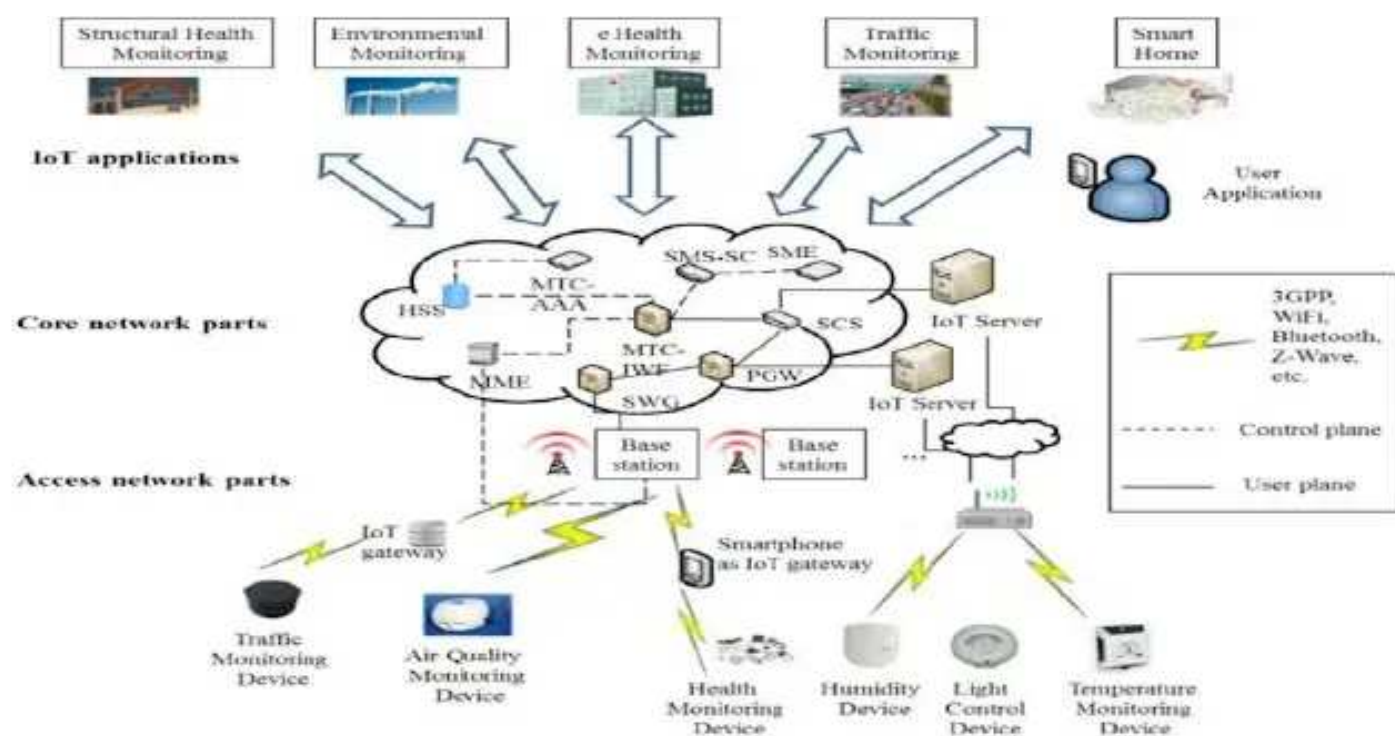 Structural Health
Monitoring
Environmental
Monitoring
e Health
Monitoring
Traffic
Monitoring
Smart
Home
IoT applications
User
Application
SMS-SC
SME
MTC-
AAA
HSS
Core network parts
SCS
IoT Server
MTC-
IWF
MME
PGW
SWG
IoT Server
3GPP,
WiFi,
Bluetooth,
Z-Wave,
etc.
Control plane
User plane
Base
station
Base
station
...
Access network parts
IoT
gateway
Smartphone
as IoT gateway
Traffic
Monitoring
Device
Air Quality
Monitoring
Device
Health
Monitoring
Device
Humidity
Device
Light
Control
Device
Temperature
Monitoring
Device